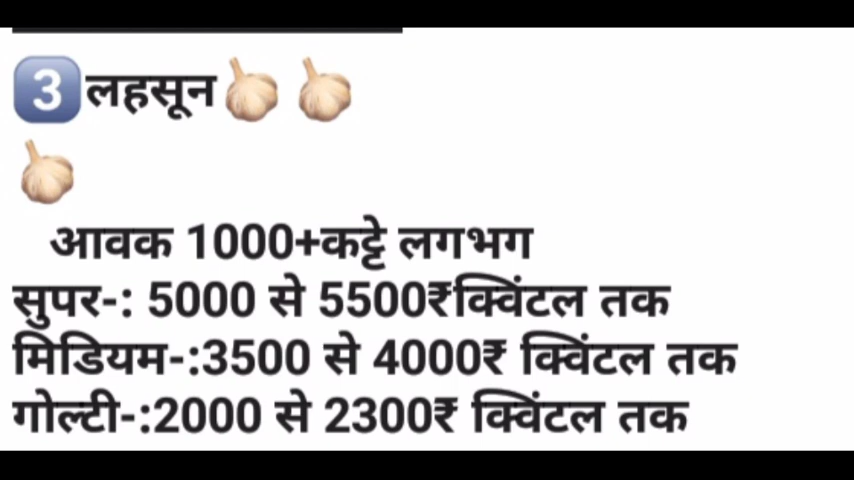 3️⃣लहसून🧄 🧄
🧄
आवक 1000+कट्टे लगभग
सुपर-: 5000 से 5500₹क्विंटल तक
मिडियम-:3500 से 4000₹ क्विंटल तक
गोल्टी-:2000 से 2300₹ क्विंटल तक